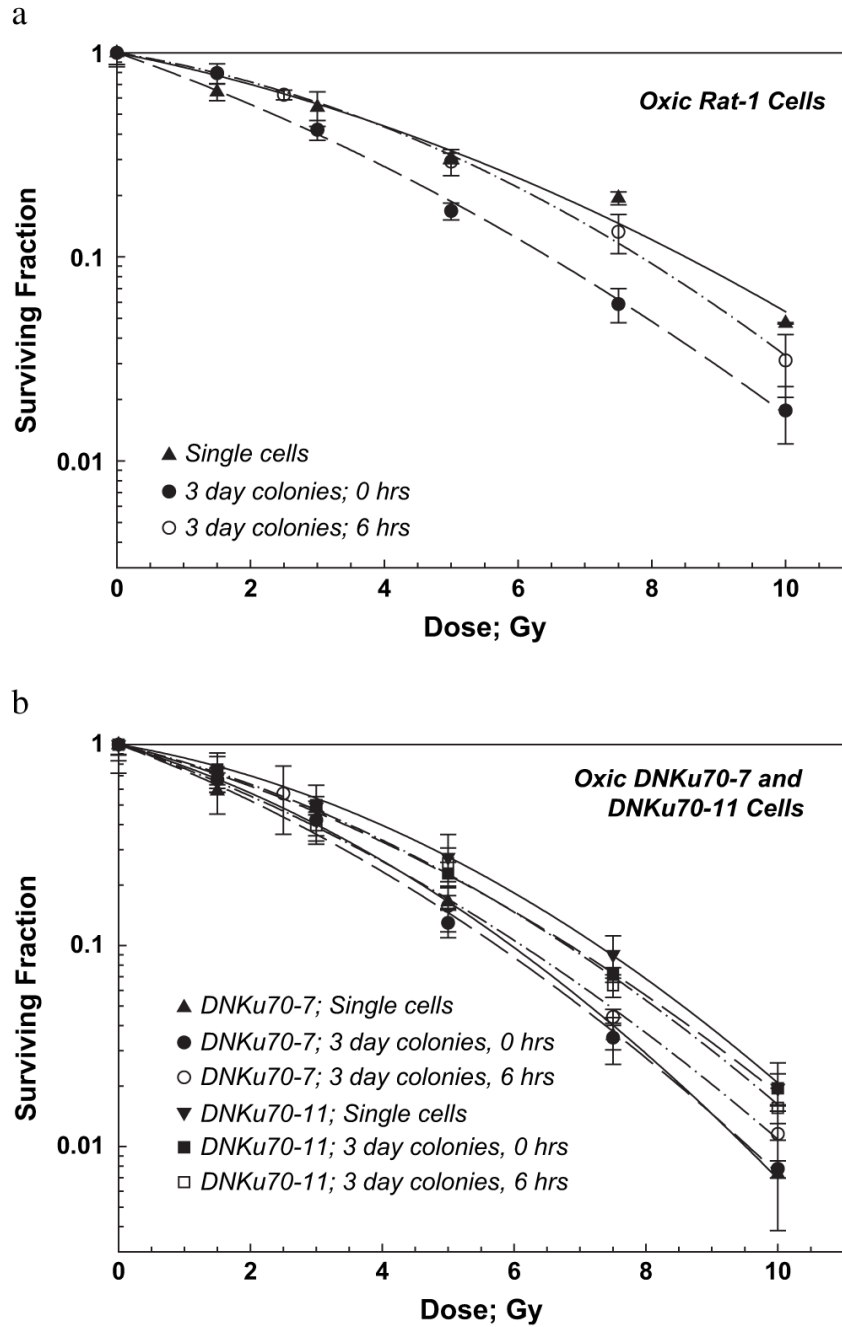 a
1
Oxic Rat-1 Cells
0.1
Surviving Fraction
0.01
Single cells
3 day colonies; 0 hrs
3 day colonies; 6 hrs
0 2 4 6 8 10
Dose; Gy
b
1
Oxic DNKu70-7 and
DNKu70-11 Cells
0.1
Surviving Fraction
0.01
DNKu70-7; Single cells
DNKu70-7; 3 day colonies, 0 hrs
DNKu70-7; 3 day colonies, 6 hrs
DNKu70-11; Single cells
DNKu70-11; 3 day colonies, 0 hrs
DNKu70-11; 3 day colonies, 6 hrs
0 2 4 6 8 10
Dose; Gy